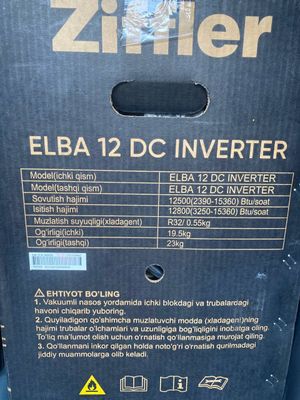 Ziffler
ELBA 12 DC INVERTER
Model(ichki qism) ELBA 12 DC INVERTER
Model(tashqi qism) ELBA 12 DC INVERTER
Sovutish hajimi 12500(2390-15360) Btu/soat
Isitish hajimi 12800(3250-15360) Btu/soat
Muzlatish suyuqligi(xladagent) R32/ 0.55kg
Og'irligi(ichki) 19.5kg
Og'irligi(tashqi) 23kg
EHTIYOT BO'LING
1. Vakuumli nasos yordamida ichki blokdagi va trubalardagi
havoni chiqarib yuboring.
2. Quyiladigon qo'shimcha muzlatuvchi modda (xladagen)ning
hajimi trubalar o'lchamlari va uzunligiga bog'liqligini inobatga oling.
To'liq ma'lumot olish uchun o'rnatish qo'llanmasiga murojat qiling.
3. Qo'llanmani inkor qilgan holda noto'g'ri o'rnatish qurilmadagi
jiddiy muammolarga olib keladi.